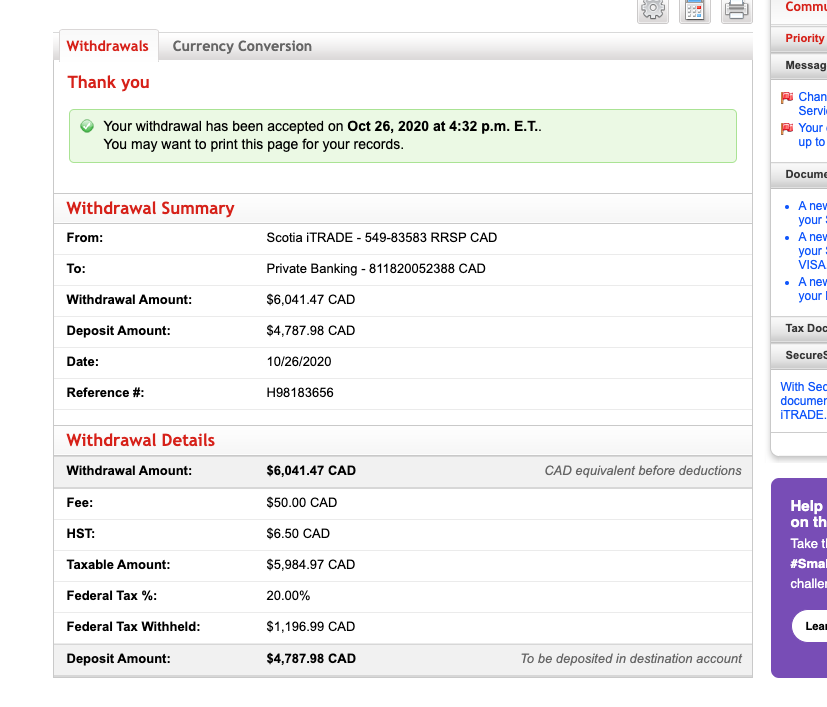 Withdrawals Currency Conversion
Thank you
Your withdrawal has been accepted on Oct 26, 2020 at 4:32 p.m. E.T..
You may want to print this page for your records.
Withdrawal Summary
From: Scotia iTRADE - 549-83583 RRSP CAD
To: Private Banking - 811820052388 CAD
Withdrawal Amount: $6,041.47 CAD
Deposit Amount: $4,787.98 CAD
Date: 10/26/2020
Reference #: H98183656
Withdrawal Details
Withdrawal Amount: $6,041.47 CAD CAD equivalent before deductions
Fee: $50.00 CAD
HST: $6.50 CAD
Taxable Amount: $5,984.97 CAD
Federal Tax %: 20.00%
Federal Tax Withheld: $1,196.99 CAD
Deposit Amount: $4,787.98 CAD To be deposited in destination account
Priority
Chan
Servi
Your
up to
Docume
A new
your
A new
your
VISA
A new
your
Tax Doc
SecureS
With Sec
documen
iTRADE.
Help
on th
Take th
#Smal
challen
Lear